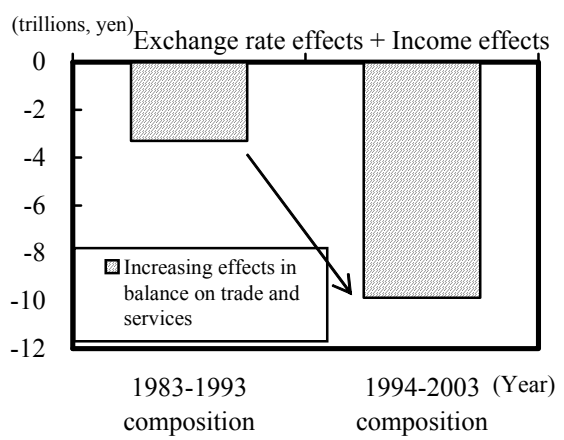 (trillions, yen)
Exchange rate effects + Income effects
0
-2
-4
-6
-8
-10
-12
Increasing effects in
balance on trade and
services
1983-1993
composition
1994-2003
composition
(Year)